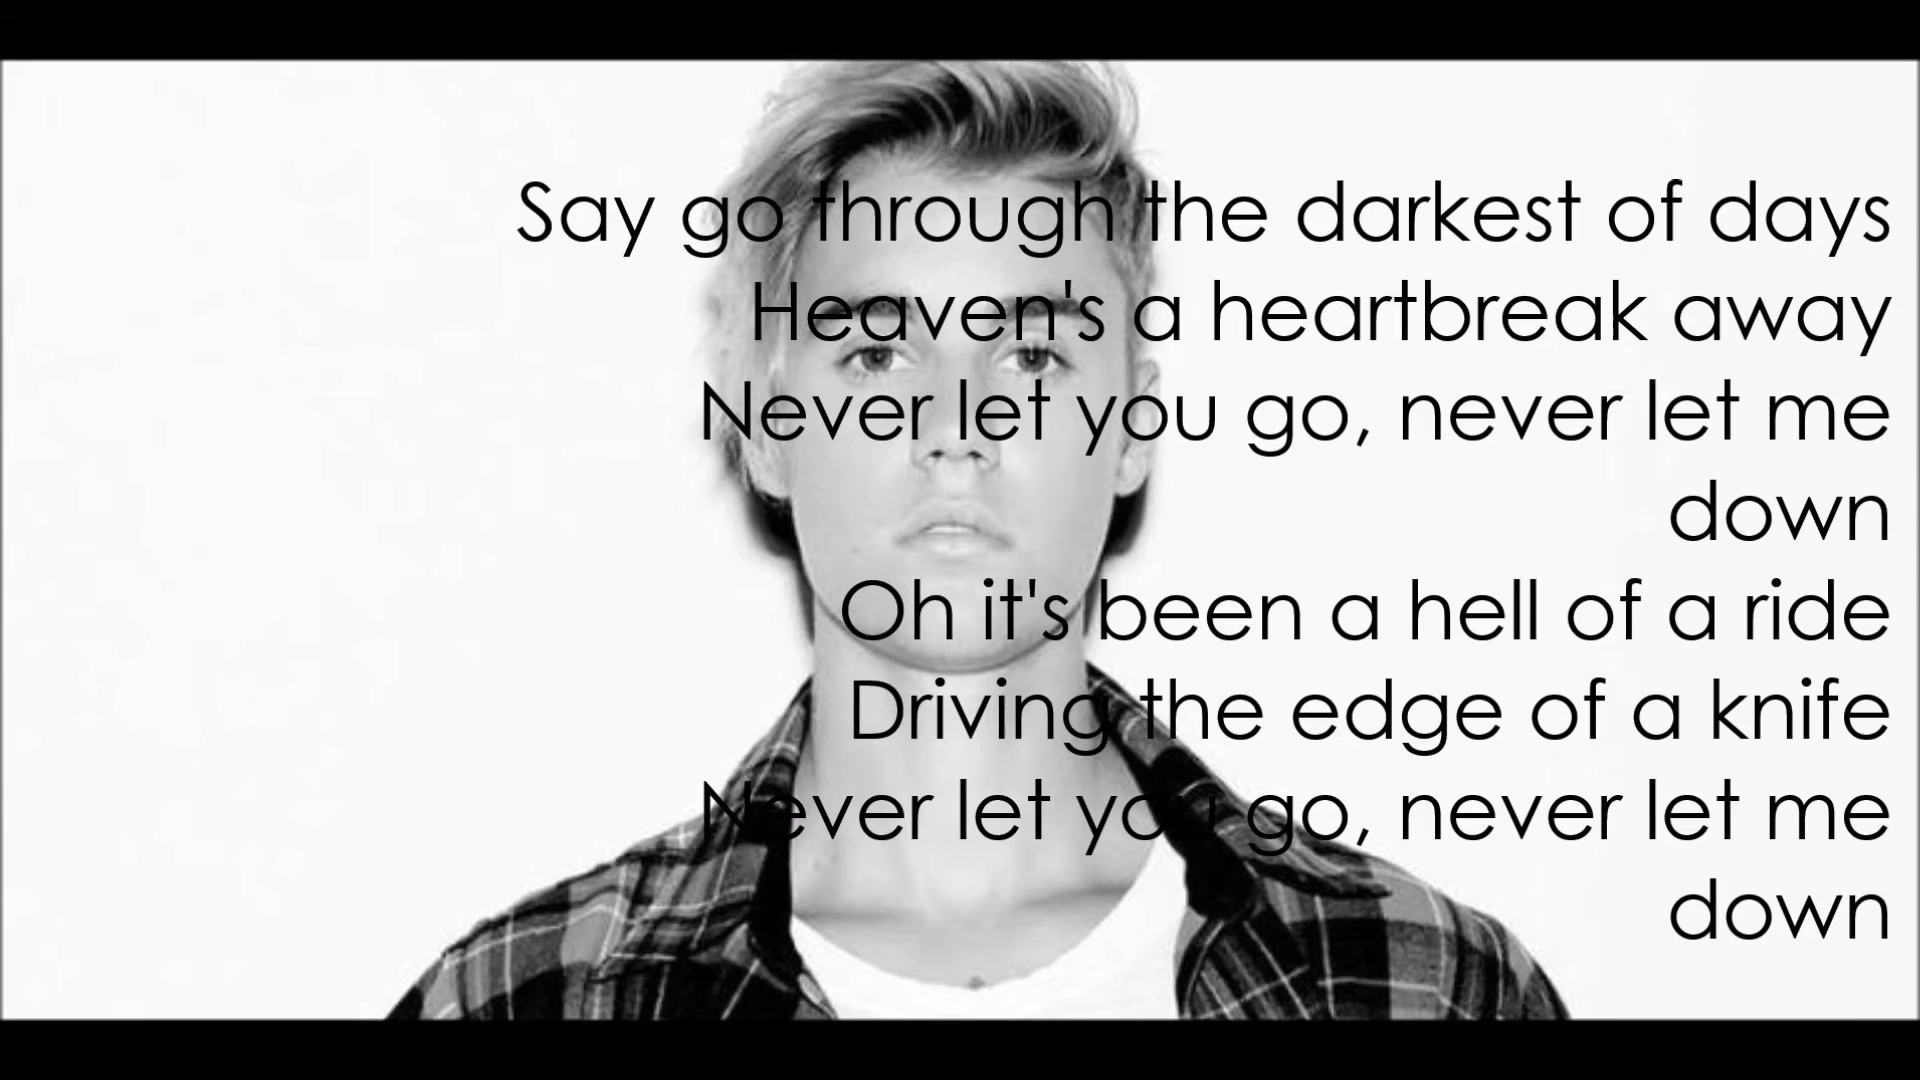 Say go through the darkest of days
Heaven's a heartbreak away
Never let you go, never let me
down
Oh it's been a hell of a ride
Driving the edge of a knife
Never let you go, never let me
down